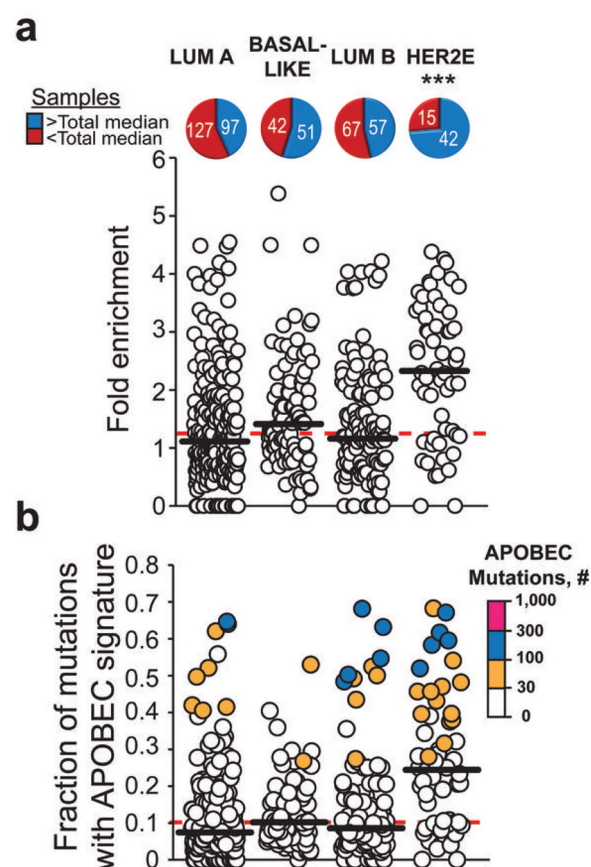 a
LUM A
BASAL-
LIKE
LUM B
HER2E
***
Samples
>Total median
<Total median
127 97
42 51
67 57
15 42
Fold enrichment
6
5
4
3
2
1
0
b
Fraction of mutations
with APOBEC signature
0.8
0.7
0.6
0.5
0.4
0.3
0.2
0.1
0
APOBEC
Mutations, #
1,000
300
100
30
0